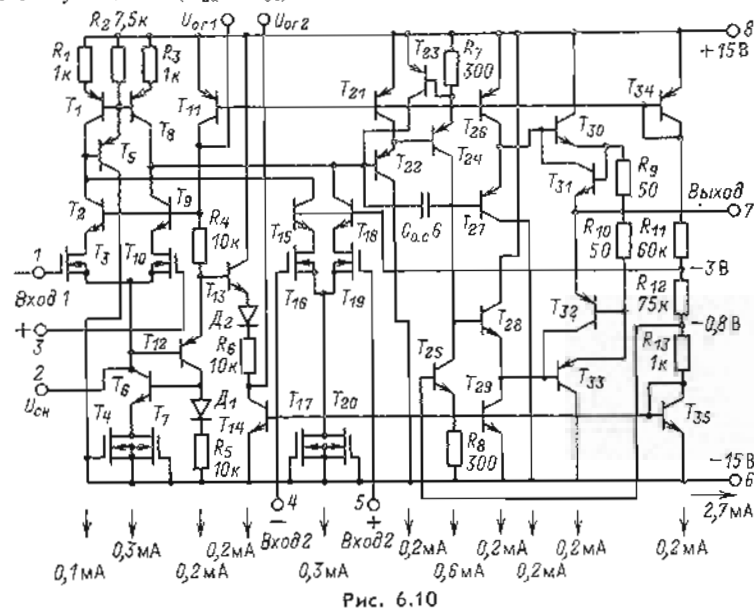 R₂ 7,5к
Uог1
Uог2
R₁
1к
R₃
1к
T₂₃
R₇
300
8
+15В
T₁
T₈
T₁₁
T₂₁
T₂₆
T₃₄
T₅
T₂₂
T₂₄
T₃₀
T₃₁
R₉
50
Выход
7
T₂
T₉
R₄
10к
T₁₅
T₁₈
Cо.с6
T₂₇
R₁₀
50
R₁₁
60к
1
Вход 1
T₃
T₁₀
T₁₃
T₁₆
T₁₉
−3В
R₁₂
75к
+
3
Д₂
T₁₂
R₆
10к
T₂₈
T₃₂
−0,8В
R₁₃
1к
2
Uсн
T₆
T₂₅
T₃₃
T₄
T₇
Д₁
T₁₄
T₁₇
T₂₀
T₂₉
T₃₅
R₅
10к
R₈
300
−15В
6
4
5
2,7мА
− Вход2
+ Вход2
0,1мА
0,3мА
0,2мА
0,2мА
0,3мА
0,2мА
0,6мА
0,2мА
0,2мА
0,2мА
0,2мА
Рис. 6.10